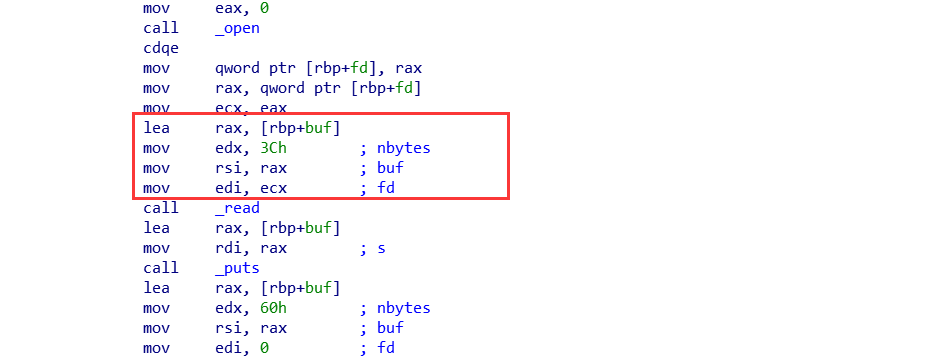 mov eax, 0
call _open
cdqe
mov qword ptr [rbp+fd], rax
mov rax, qword ptr [rbp+fd]
mov ecx, eax
lea rax, [rbp+buf]
mov edx, 3Ch ; nbytes
mov rsi, rax ; buf
mov edi, ecx ; fd
call _read
lea rax, [rbp+buf]
mov rdi, rax ; s
call _puts
lea rax, [rbp+buf]
mov edx, 60h ; nbytes
mov rsi, rax ; buf
mov edi, 0 ; fd